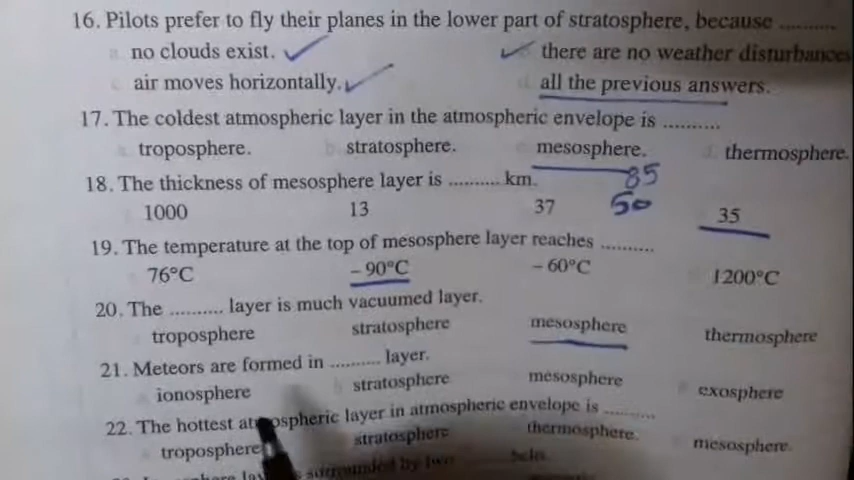 16. Pilots prefer to fly their planes in the lower part of stratosphere, because ..........
a. no clouds exist. there are no weather disturbances
c. air moves horizontally. d. all the previous answers.
17. The coldest atmospheric layer in the atmospheric envelope is ..........
a. troposphere. b. stratosphere. c. mesosphere. d. thermosphere.
85
18. The thickness of mesosphere layer is .......... km.
50
1000 13 37 35
19. The temperature at the top of mesosphere layer reaches ..........
76°C – 90°C – 60°C 1200°C
20. The .......... layer is much vacuumed layer.
troposphere stratosphere mesosphere thermosphere
21. Meteors are formed in .......... layer.
a. ionosphere b. stratosphere mesosphere exosphere
22. The hottest atmospheric layer in atmospheric envelope is ..........
troposphere stratosphere thermosphere. mesosphere.
surrounded by two